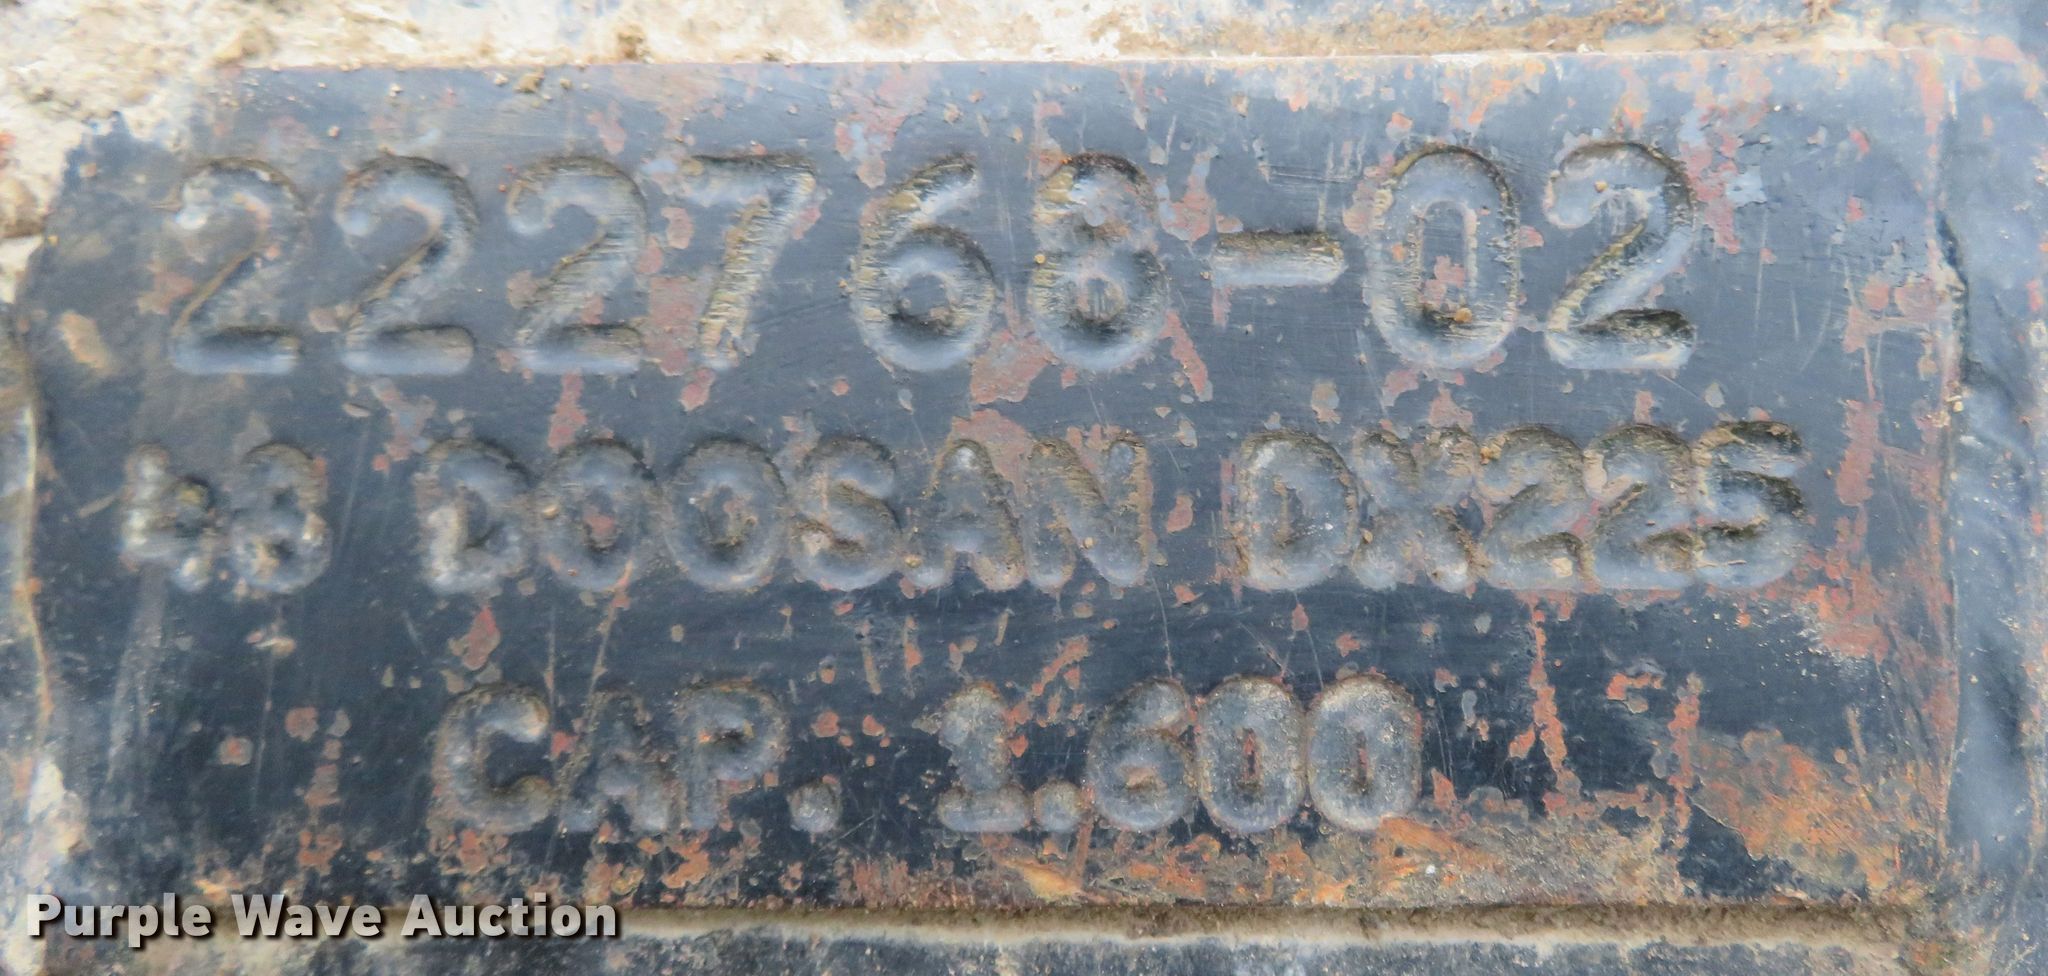 222768-02
48 DOOSAN DX225
CAP. 1.600
Purple Wave Auction